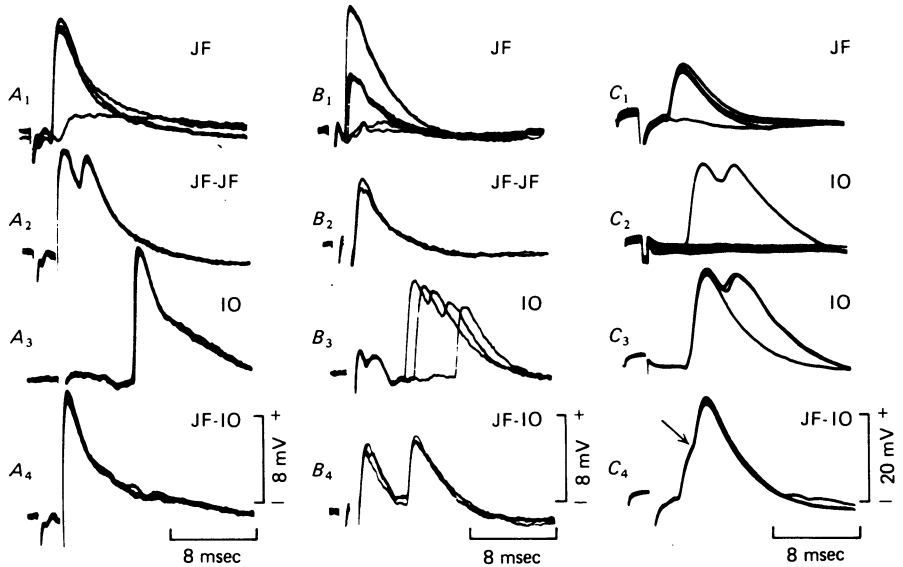 A1 JF
B1 JF
C1 JF
A2 JF-JF
B2 JF-JF
C2 IO
A3 IO
B3 IO
C3 IO
A4 JF-IO
B4 JF-IO
C4 JF-IO
+ 8 mV −
+ 8 mV −
+ 20 mV −
8 msec
8 msec
8 msec